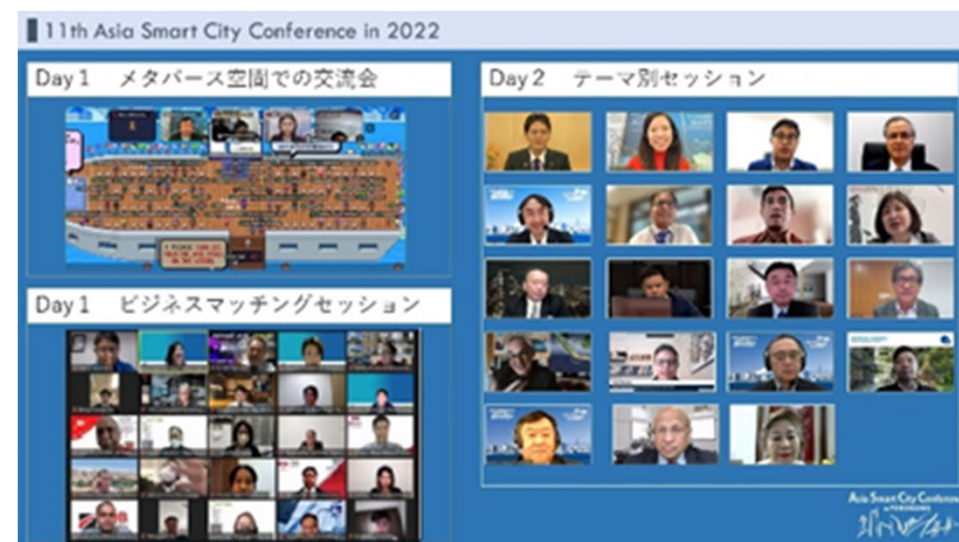 11th Asia Smart City Conference in 2022
Day 1 メタバース空間での交流会
Day 1 ビジネスマッチングセッション
Day 2 テーマ別セッション
Asia Smart City Conferen